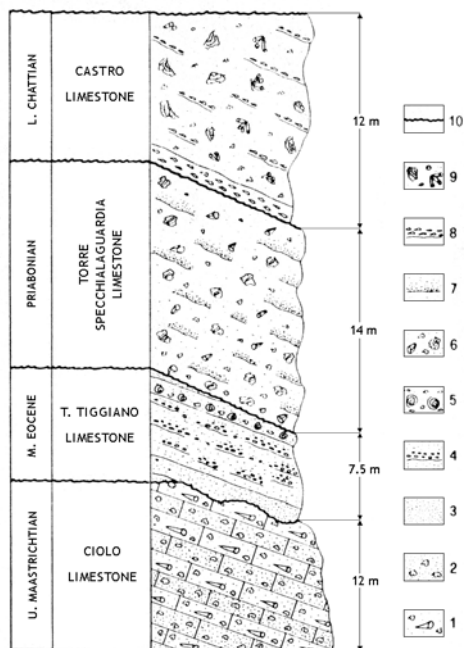 L. CHATTIAN
CASTRO
LIMESTONE
12 m
PRIABONIAN
TORRE
SPECCHIALAGUARDIA
LIMESTONE
14 m
M. EOCENE
T. TIGGIANO
LIMESTONE
7.5 m
U. MAASTRICHTIAN
CIOLO
LIMESTONE
12 m
10
9
8
7
6
5
4
3
2
1